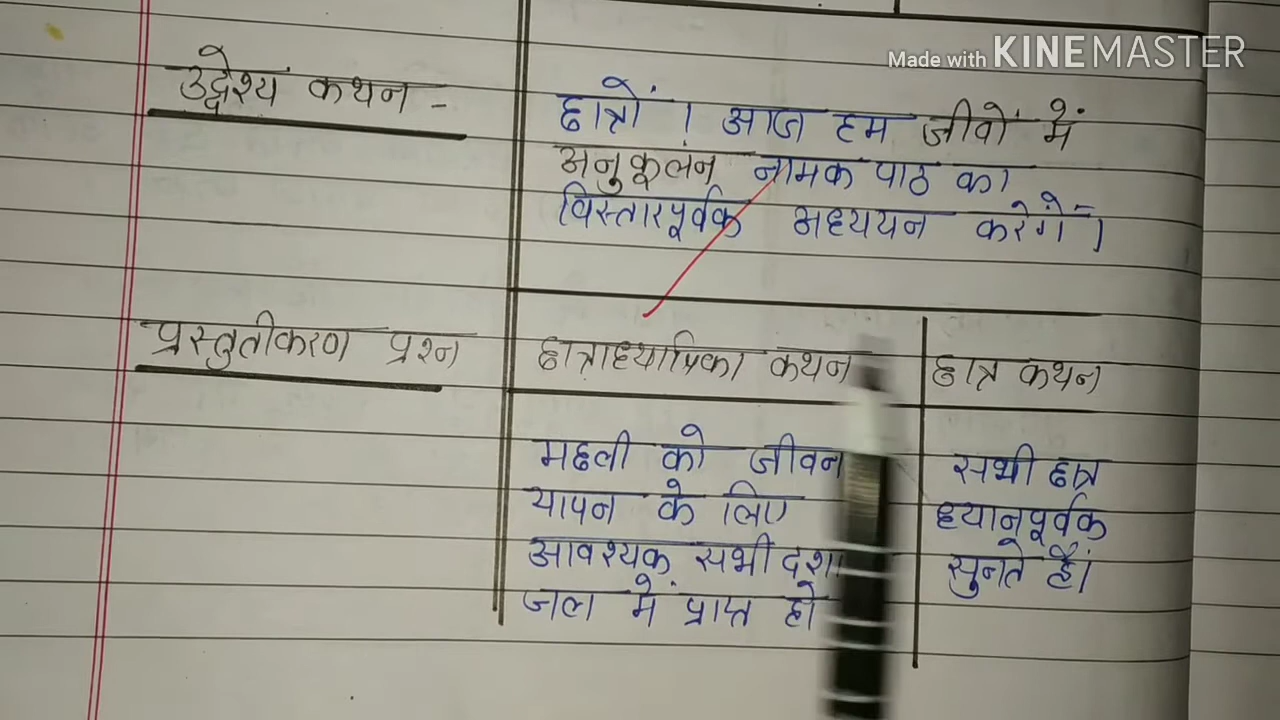 Made with KINEMASTER
उद्देश्य कथन -
छात्रों । आज हम जीवों में
अनुकूलन नामक पाठ का
विस्तारपूर्वक अध्ययन करेगें ।
प्रस्तुतीकरण प्रश्न
छात्राध्यापिका कथन
छात्र कथन
मछली को जीवन
यापन के लिए
आवश्यक सभी दशा
जल में प्राप्त हो
सभी छात्र
ध्यानपूर्वक
सुनते हैं।